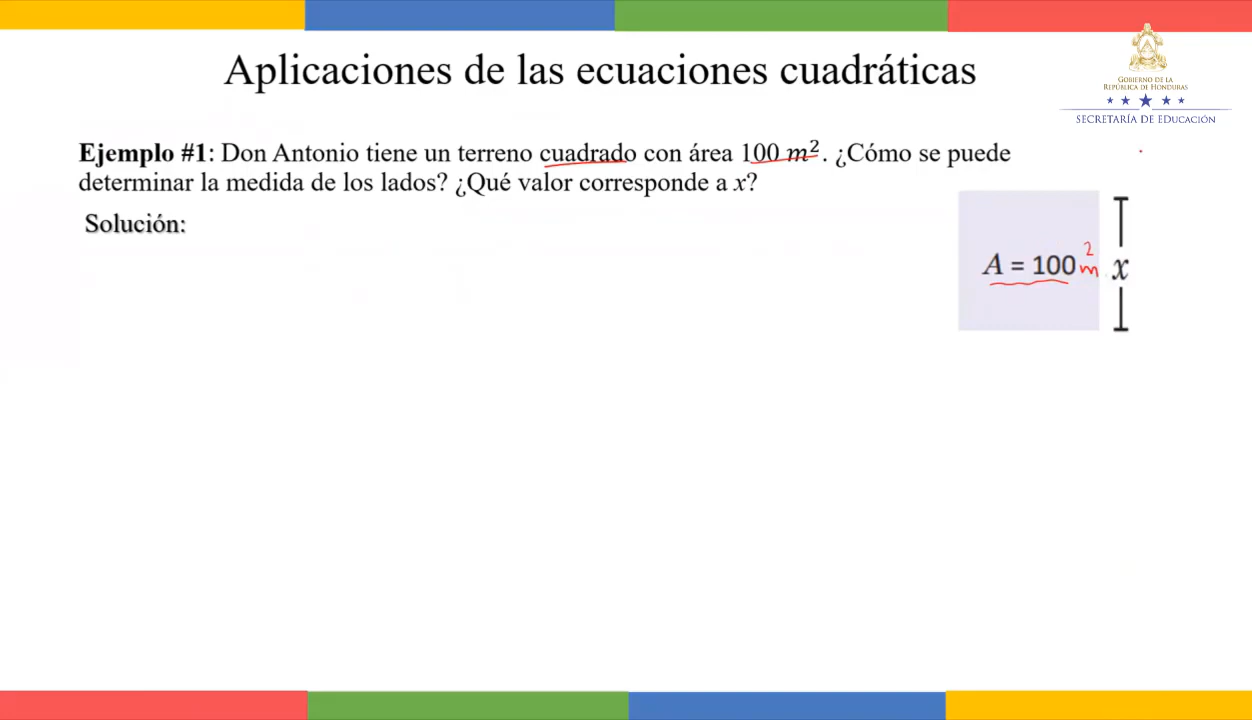 Aplicaciones de las ecuaciones cuadráticas
GOBIERNO DE LA
REPÚBLICA DE HONDURAS
SECRETARÍA DE EDUCACIÓN
Ejemplo #1: Don Antonio tiene un terreno cuadrado con área 100 m². ¿Cómo se puede
determinar la medida de los lados? ¿Qué valor corresponde a x?
Solución:
A = 100 m²
x